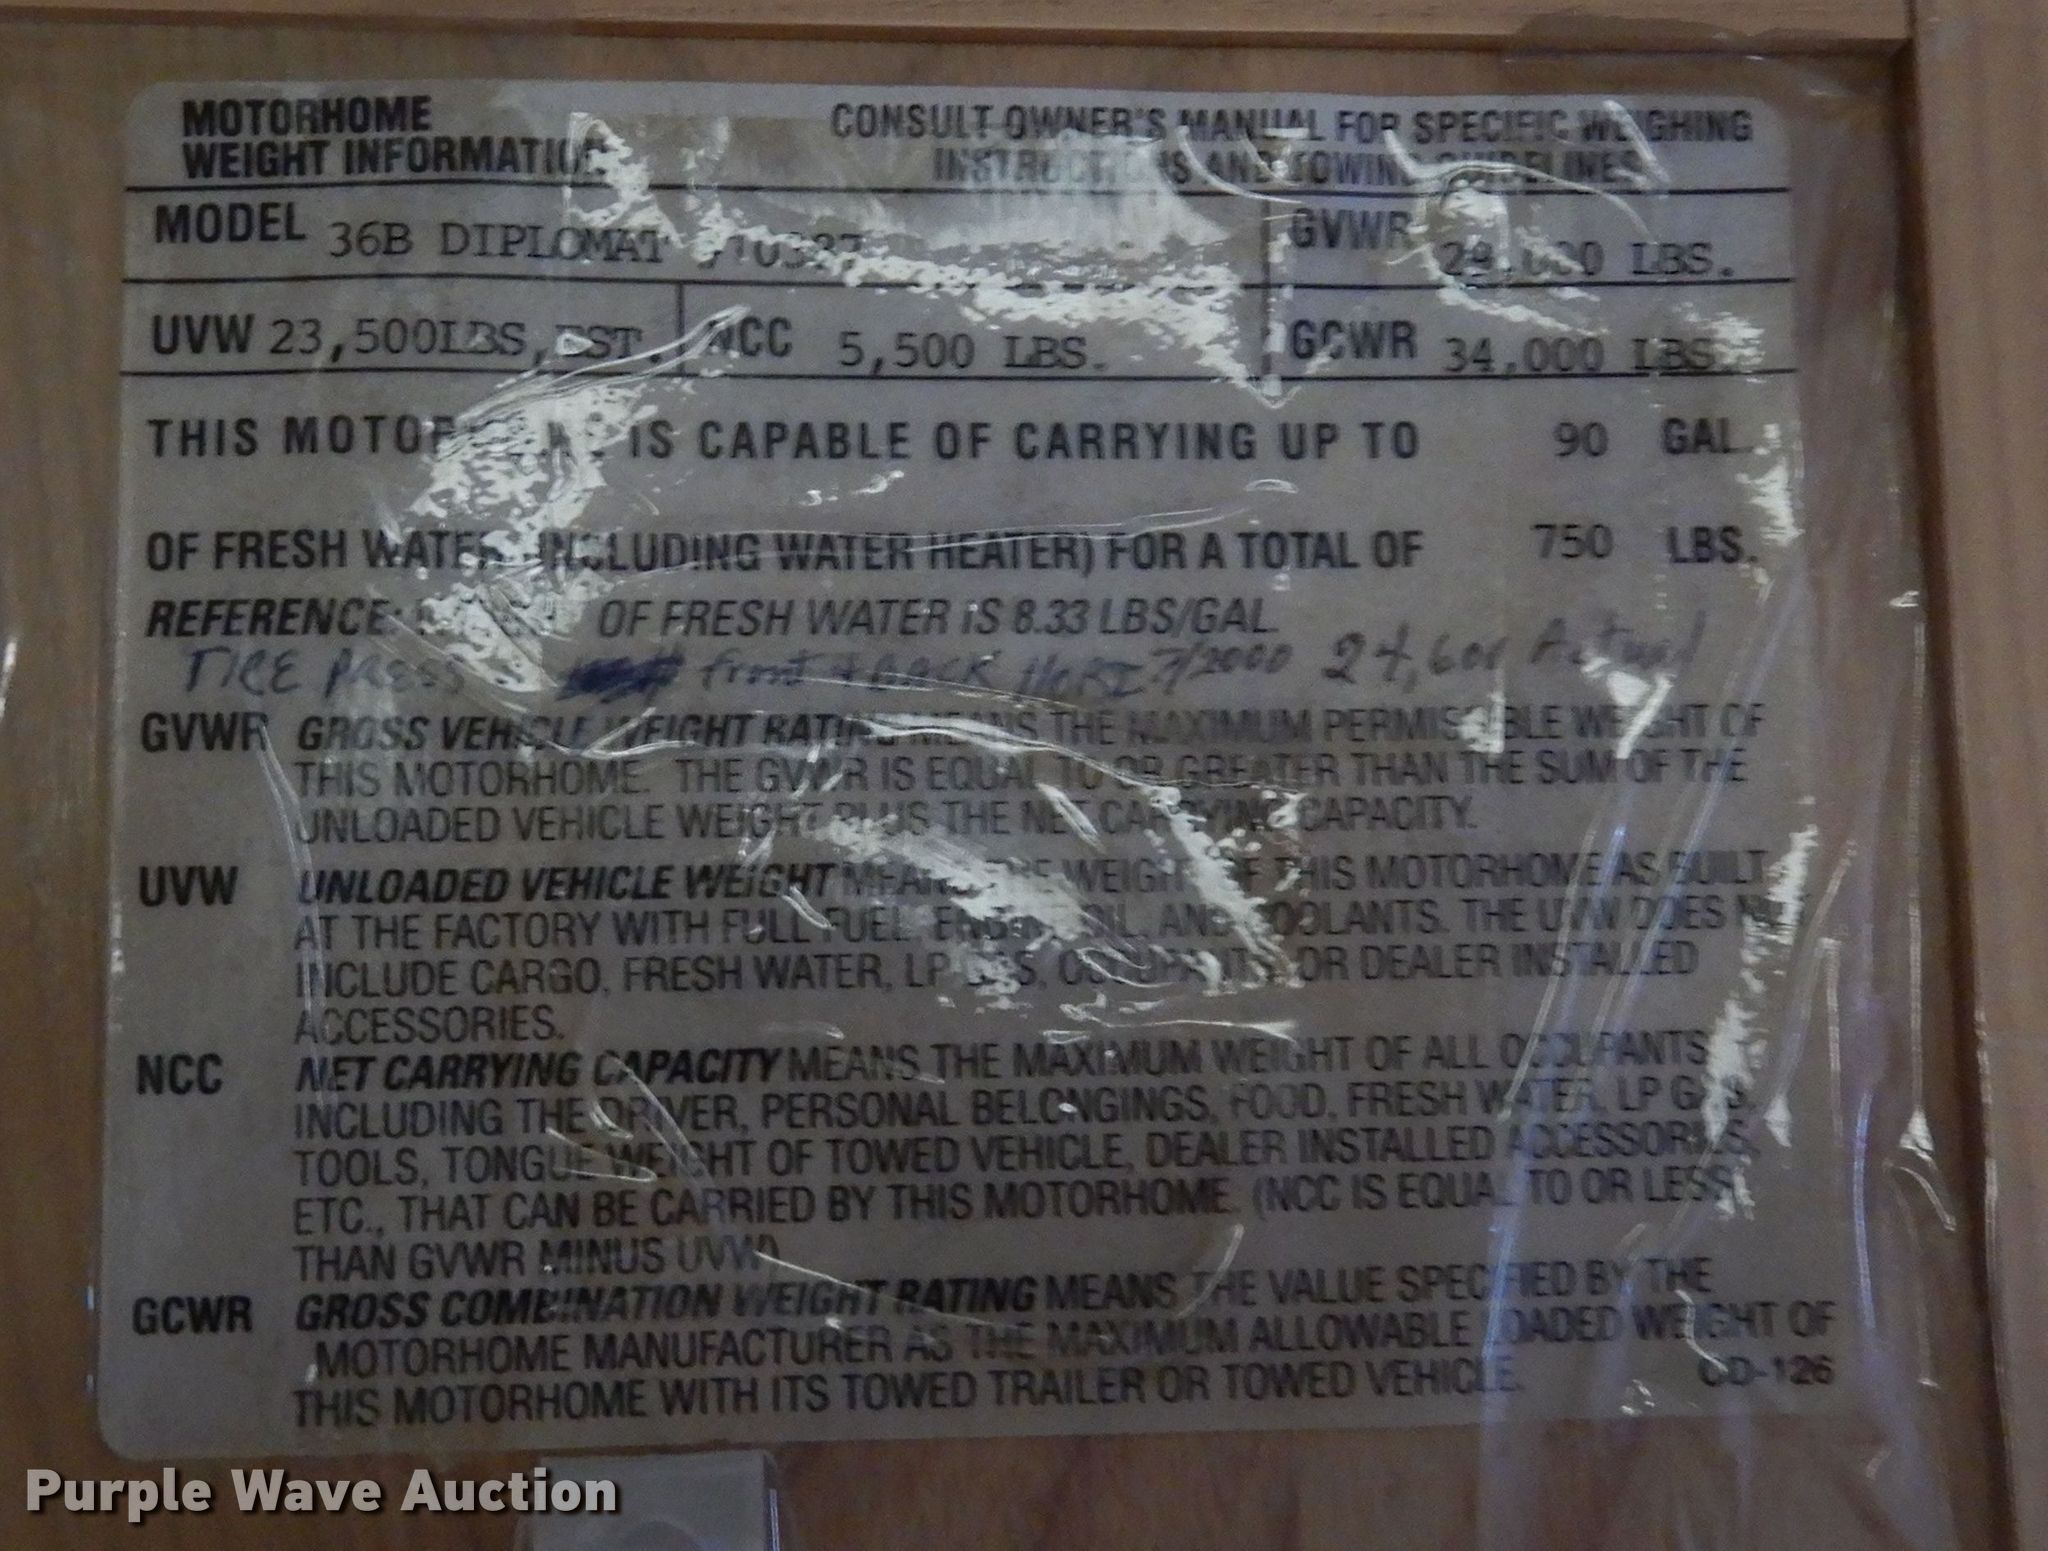 MOTORHOME
WEIGHT INFORMATION
CONSULT OWNER'S MANUAL FOR SPECIFIC WEIGHING
INSTRUCTIONS AND TOWING GUIDELINES
MODEL 36B DIPLOMAT
GVWR LBS.
UVW 23,500LBS, EST.
NCC 5,500 LBS.
GCWR 34,000 LBS.
THIS MOTORHOME IS CAPABLE OF CARRYING UP TO 90 GAL.
OF FRESH WATER (INCLUDING WATER HEATER) FOR A TOTAL OF 750 LBS.
REFERENCE: OF FRESH WATER IS 8.33 LBS/GAL.
TIRE PRESS front + Back 7/2000 Actual
GVWR GROSS VEHICLE WEIGHT RATING MEANS THE MAXIMUM PERMISSIBLE WEIGHT OF
THIS MOTORHOME. THE GVWR IS EQUAL TO OR GREATER THAN THE SUM OF THE
UNLOADED VEHICLE WEIGHT PLUS THE NET CARRYING CAPACITY.
UVW UNLOADED VEHICLE WEIGHT MEANS THE WEIGHT OF THIS MOTORHOME AS BUILT
AT THE FACTORY WITH FULL FUEL, ENGINE OIL, AND COOLANTS. THE UVW DOES NOT
INCLUDE CARGO, FRESH WATER, LP GAS, OCCUPANTS, OR DEALER INSTALLED
ACCESSORIES.
NCC NET CARRYING CAPACITY MEANS THE MAXIMUM WEIGHT OF ALL OCCUPANTS
INCLUDING THE DRIVER, PERSONAL BELONGINGS, FOOD, FRESH WATER, LP GAS,
TOOLS, TONGUE WEIGHT OF TOWED VEHICLE, DEALER INSTALLED ACCESSORIES,
ETC., THAT CAN BE CARRIED BY THIS MOTORHOME. (NCC IS EQUAL TO OR LESS
THAN GVWR MINUS UVW)
GCWR GROSS COMBINATION WEIGHT RATING MEANS THE VALUE SPECIFIED BY THE
MOTORHOME MANUFACTURER AS THE MAXIMUM ALLOWABLE LOADED WEIGHT OF
THIS MOTORHOME WITH ITS TOWED TRAILER OR TOWED VEHICLE.
CD-126
Purple Wave Auction